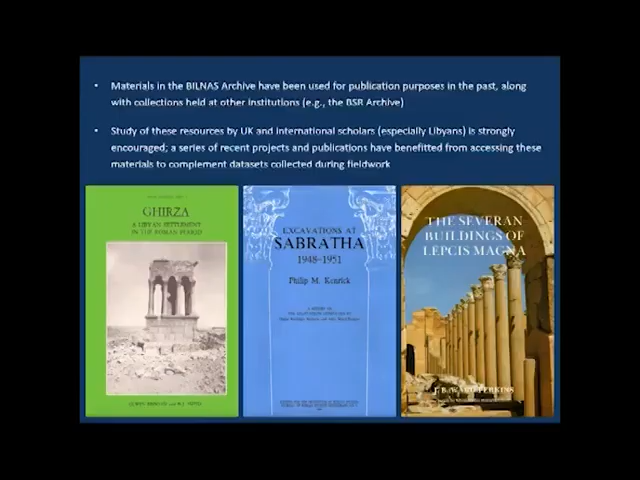 • Materials in the BILNAS Archive have been used for publication purposes in the past, along
with collections held at other institutions (e.g., the BSR Archive)
• Study of these resources by UK and international scholars (especially Libyans) is strongly
encouraged; a series of recent projects and publications have benefitted from accessing these
materials to complement datasets collected during fieldwork
GHIRZA
A LIBYAN SETTLEMENT
IN THE ROMAN PERIOD
EXCAVATIONS AT
SABRATHA
1948-1951
Philip M. Kenrick
THE SEVERAN
BUILDINGS OF
LEPCIS MAGNA
J. B. WARD-PERKINS